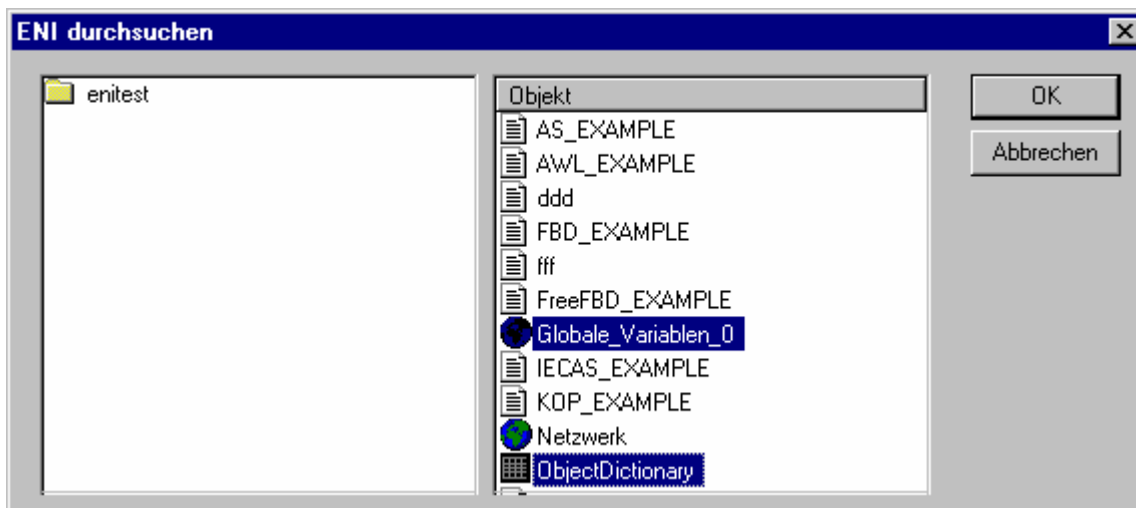 ENI durchsuchen
enitest
Objekt
AS_EXAMPLE
AWL_EXAMPLE
ddd
FBD_EXAMPLE
fff
FreeFBD_EXAMPLE
Globale_Variablen_0
IECAS_EXAMPLE
KOP_EXAMPLE
Netzwerk
ObjectDictionary
OK
Abbrechen